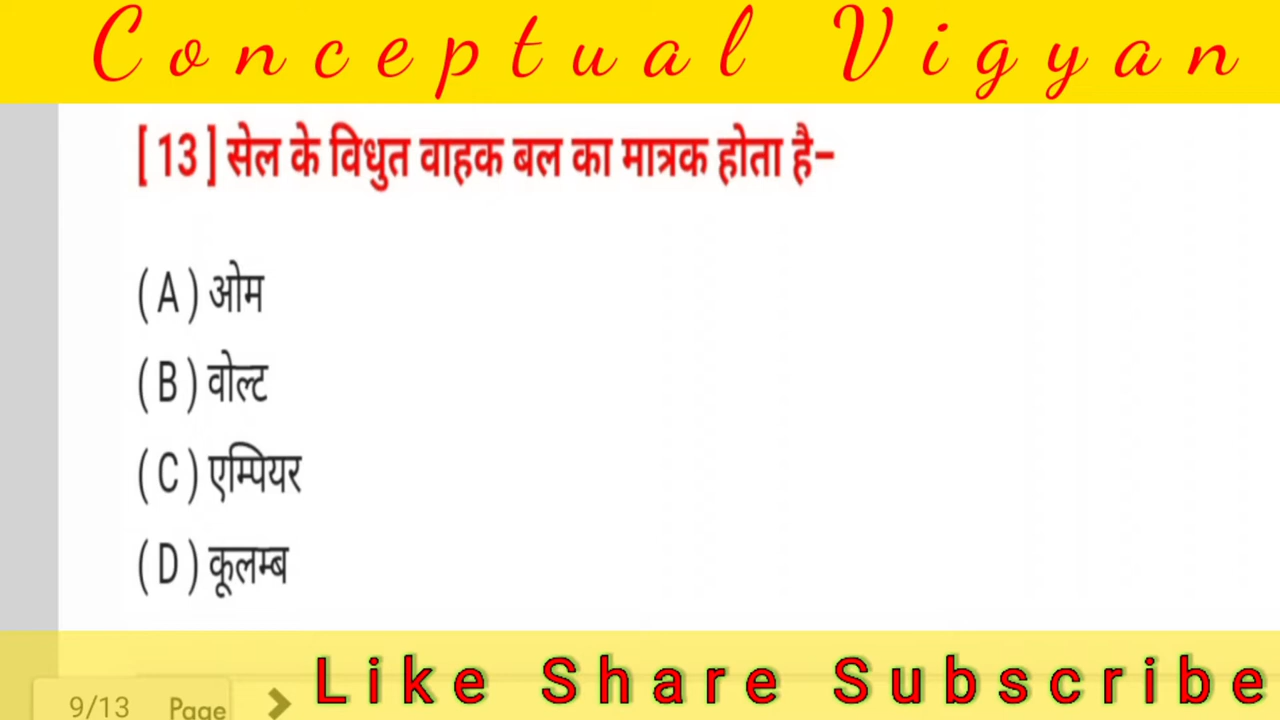 Conceptual Vigyan
[ 13 ] सेल के विधुत वाहक बल का मात्रक होता है–
( A ) ओम
( B ) वोल्ट
( C ) एम्पियर
( D ) कूलम्ब
Like Share Subscribe
9/13 Page